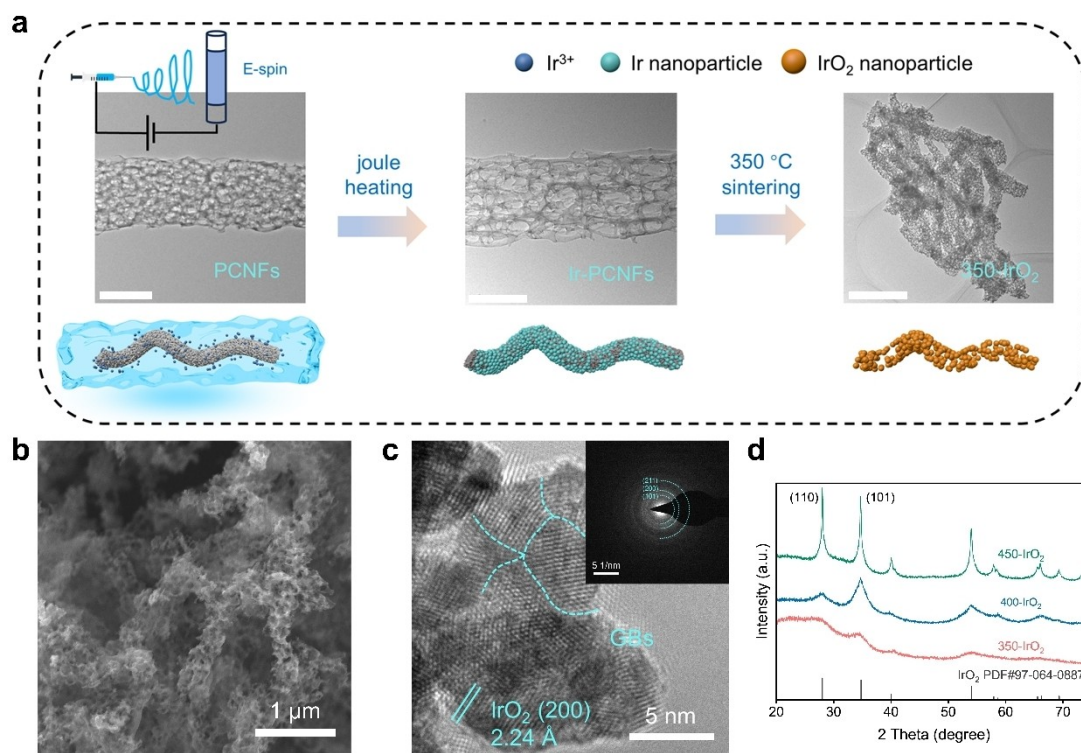 a
E-spin
Ir³⁺
Ir nanoparticle
IrO₂ nanoparticle
joule
heating
350 °C
sintering
PCNFs
Ir-PCNFs
350-IrO₂
b
1 μm
c
(211)
(200)
(101)
5 1/nm
GBs
IrO₂ (200)
2.24 Å
5 nm
d
(110)
(101)
450-IrO₂
400-IrO₂
350-IrO₂
IrO₂ PDF#97-064-0887
Intensity (a.u.)
20 30 40 50 60 70
2 Theta (degree)